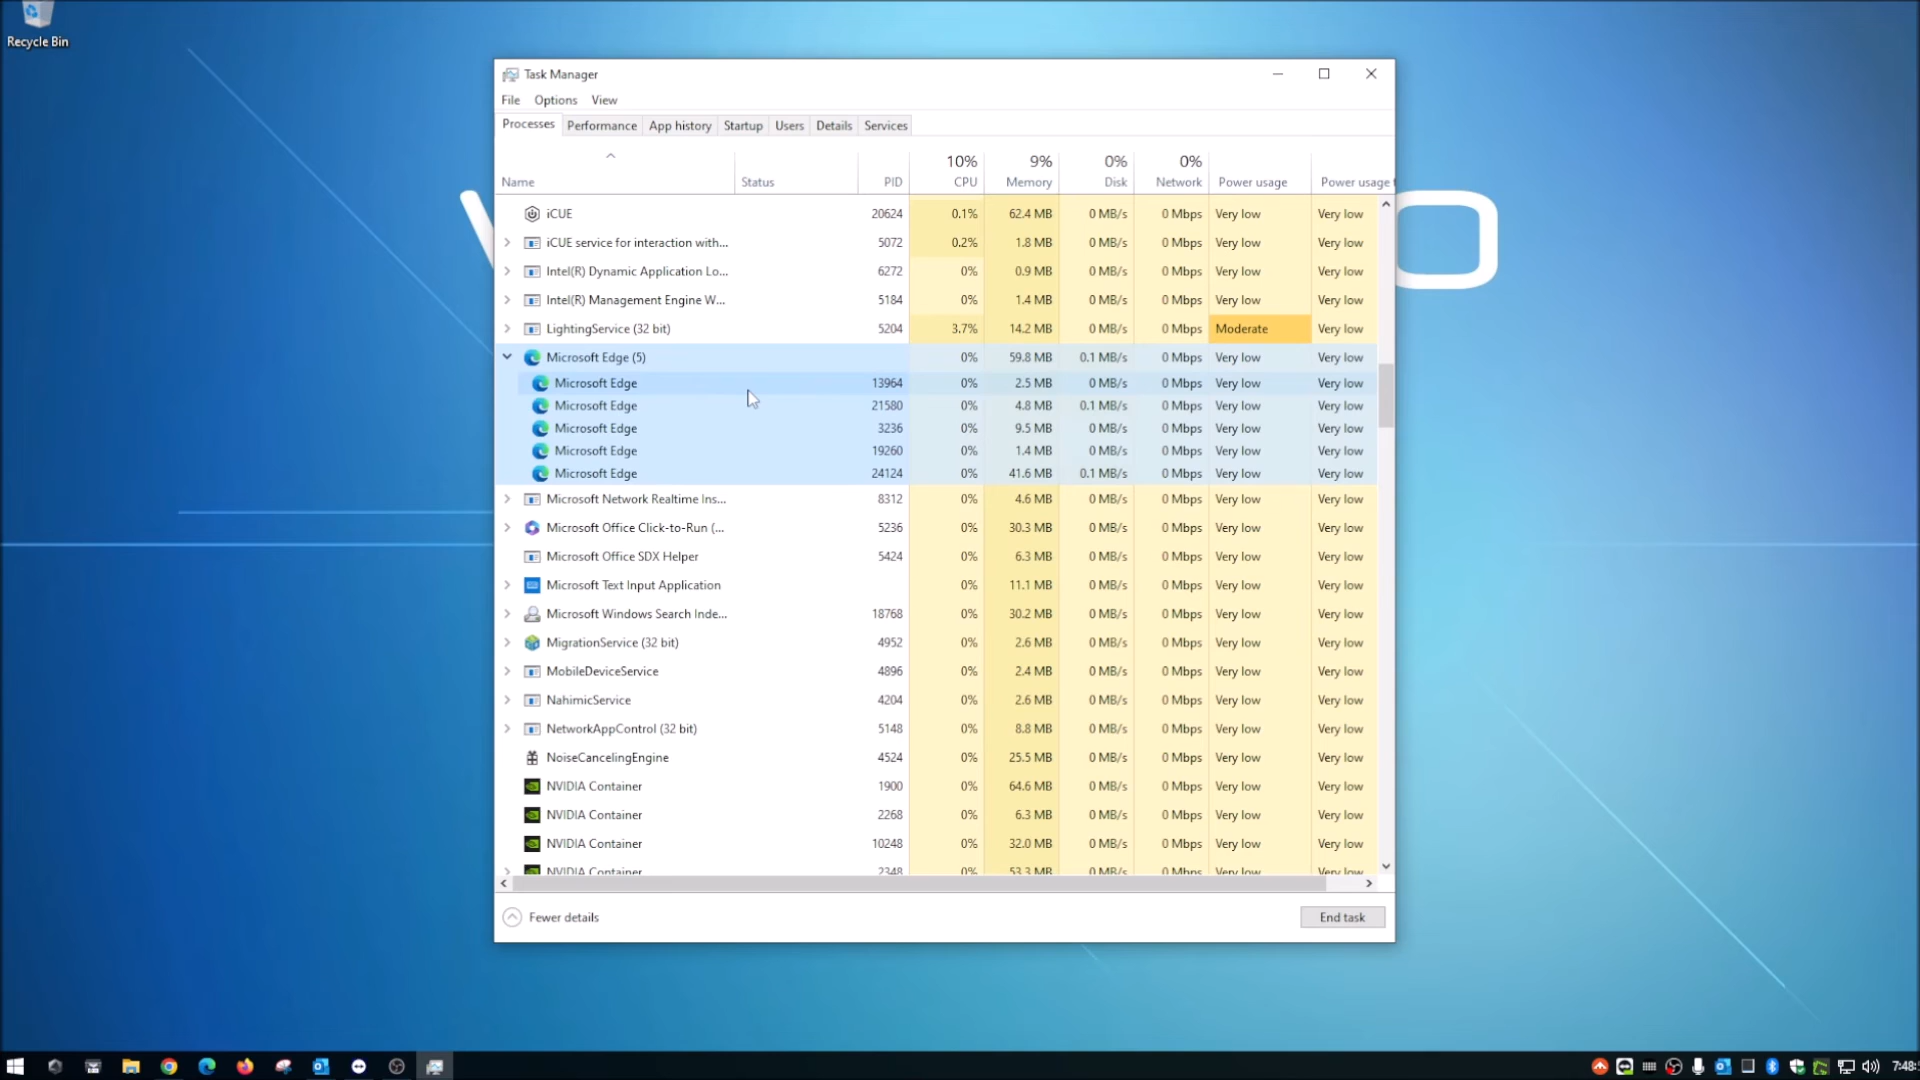 Recycle Bin
Task Manager
File Options View
Processes Performance App history Startup Users Details Services
10% 9% 0% 0%
Name Status PID CPU Memory Disk Network Power usage Power usage t
iCUE 20624 0.1% 62.4 MB 0 MB/s 0 Mbps Very low Very low
iCUE service for interaction with... 5072 0.2% 1.8 MB 0 MB/s 0 Mbps Very low Very low
Intel(R) Dynamic Application Lo... 6272 0% 0.9 MB 0 MB/s 0 Mbps Very low Very low
Intel(R) Management Engine W... 5184 0% 1.4 MB 0 MB/s 0 Mbps Very low Very low
LightingService (32 bit) 5204 3.7% 14.2 MB 0 MB/s 0 Mbps Moderate Very low
Microsoft Edge (5) 0% 59.8 MB 0.1 MB/s 0 Mbps Very low Very low
Microsoft Edge 13964 0% 2.5 MB 0 MB/s 0 Mbps Very low Very low
Microsoft Edge 21580 0% 4.8 MB 0.1 MB/s 0 Mbps Very low Very low
Microsoft Edge 3236 0% 9.5 MB 0 MB/s 0 Mbps Very low Very low
Microsoft Edge 19260 0% 1.4 MB 0 MB/s 0 Mbps Very low Very low
Microsoft Edge 24124 0% 41.6 MB 0.1 MB/s 0 Mbps Very low Very low
Microsoft Network Realtime Ins... 8312 0% 4.6 MB 0 MB/s 0 Mbps Very low Very low
Microsoft Office Click-to-Run (... 5236 0% 30.3 MB 0 MB/s 0 Mbps Very low Very low
Microsoft Office SDX Helper 5424 0% 6.3 MB 0 MB/s 0 Mbps Very low Very low
Microsoft Text Input Application 0% 11.1 MB 0 MB/s 0 Mbps Very low Very low
Microsoft Windows Search Inde... 18768 0% 30.2 MB 0 MB/s 0 Mbps Very low Very low
MigrationService (32 bit) 4952 0% 2.6 MB 0 MB/s 0 Mbps Very low Very low
MobileDeviceService 4896 0% 2.4 MB 0 MB/s 0 Mbps Very low Very low
NahimicService 4204 0% 2.6 MB 0 MB/s 0 Mbps Very low Very low
NetworkAppControl (32 bit) 5148 0% 8.8 MB 0 MB/s 0 Mbps Very low Very low
NoiseCancelingEngine 4524 0% 25.5 MB 0 MB/s 0 Mbps Very low Very low
NVIDIA Container 1900 0% 64.6 MB 0 MB/s 0 Mbps Very low Very low
NVIDIA Container 2268 0% 6.3 MB 0 MB/s 0 Mbps Very low Very low
NVIDIA Container 10248 0% 32.0 MB 0 MB/s 0 Mbps Very low Very low
NVIDIA Container 2348 0% 53.3 MB 0 MB/s 0 Mbps Very low Very low
Fewer details End task
7:48: